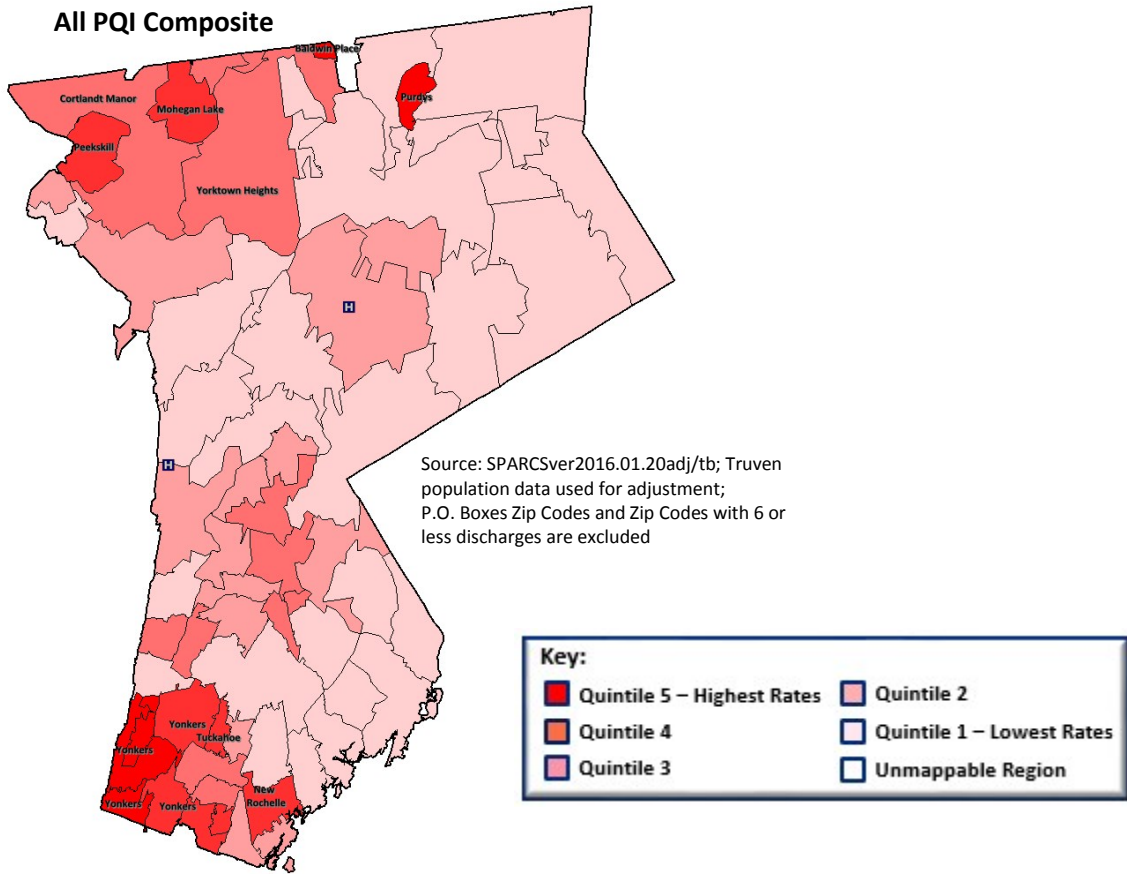 All PQI Composite
Baldwin Place
Purdys
Cortlandt Manor
Mohegan Lake
Peekskill
Yorktown Heights
H
H
Source: SPARCSver2016.01.20adj/tb; Truven
population data used for adjustment;
P.O. Boxes Zip Codes and Zip Codes with 6 or
less discharges are excluded
Yonkers
Tuckahoe
Yonkers
Yonkers
Yonkers
New
Rochelle
Key:
Quintile 5 – Highest Rates
Quintile 4
Quintile 3
Quintile 2
Quintile 1 – Lowest Rates
Unmappable Region